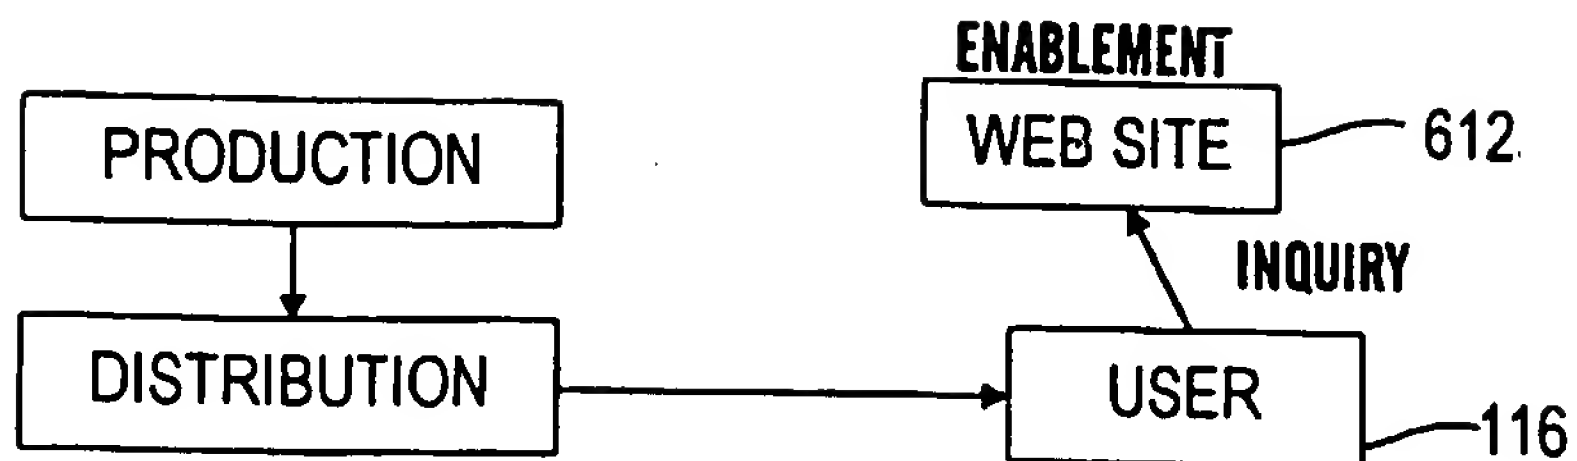 ENABLEMENT
PRODUCTION
WEB SITE
612
INQUIRY
DISTRIBUTION
USER
116